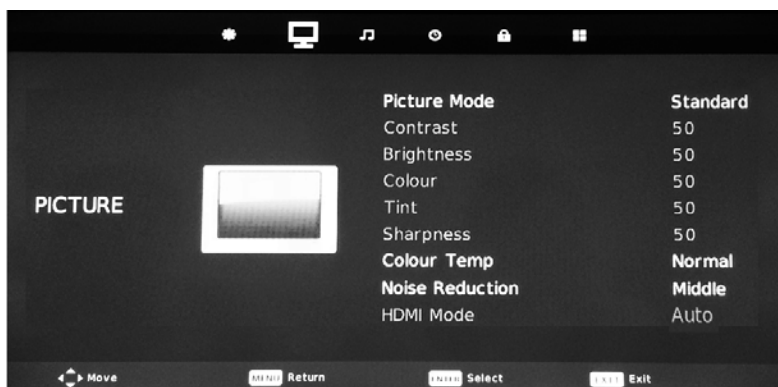 PICTURE
Picture Mode Standard
Contrast 50
Brightness 50
Colour 50
Tint 50
Sharpness 50
Colour Temp Normal
Noise Reduction Middle
HDMI Mode Auto
Move MENU Return ENTER Select EXIT Exit